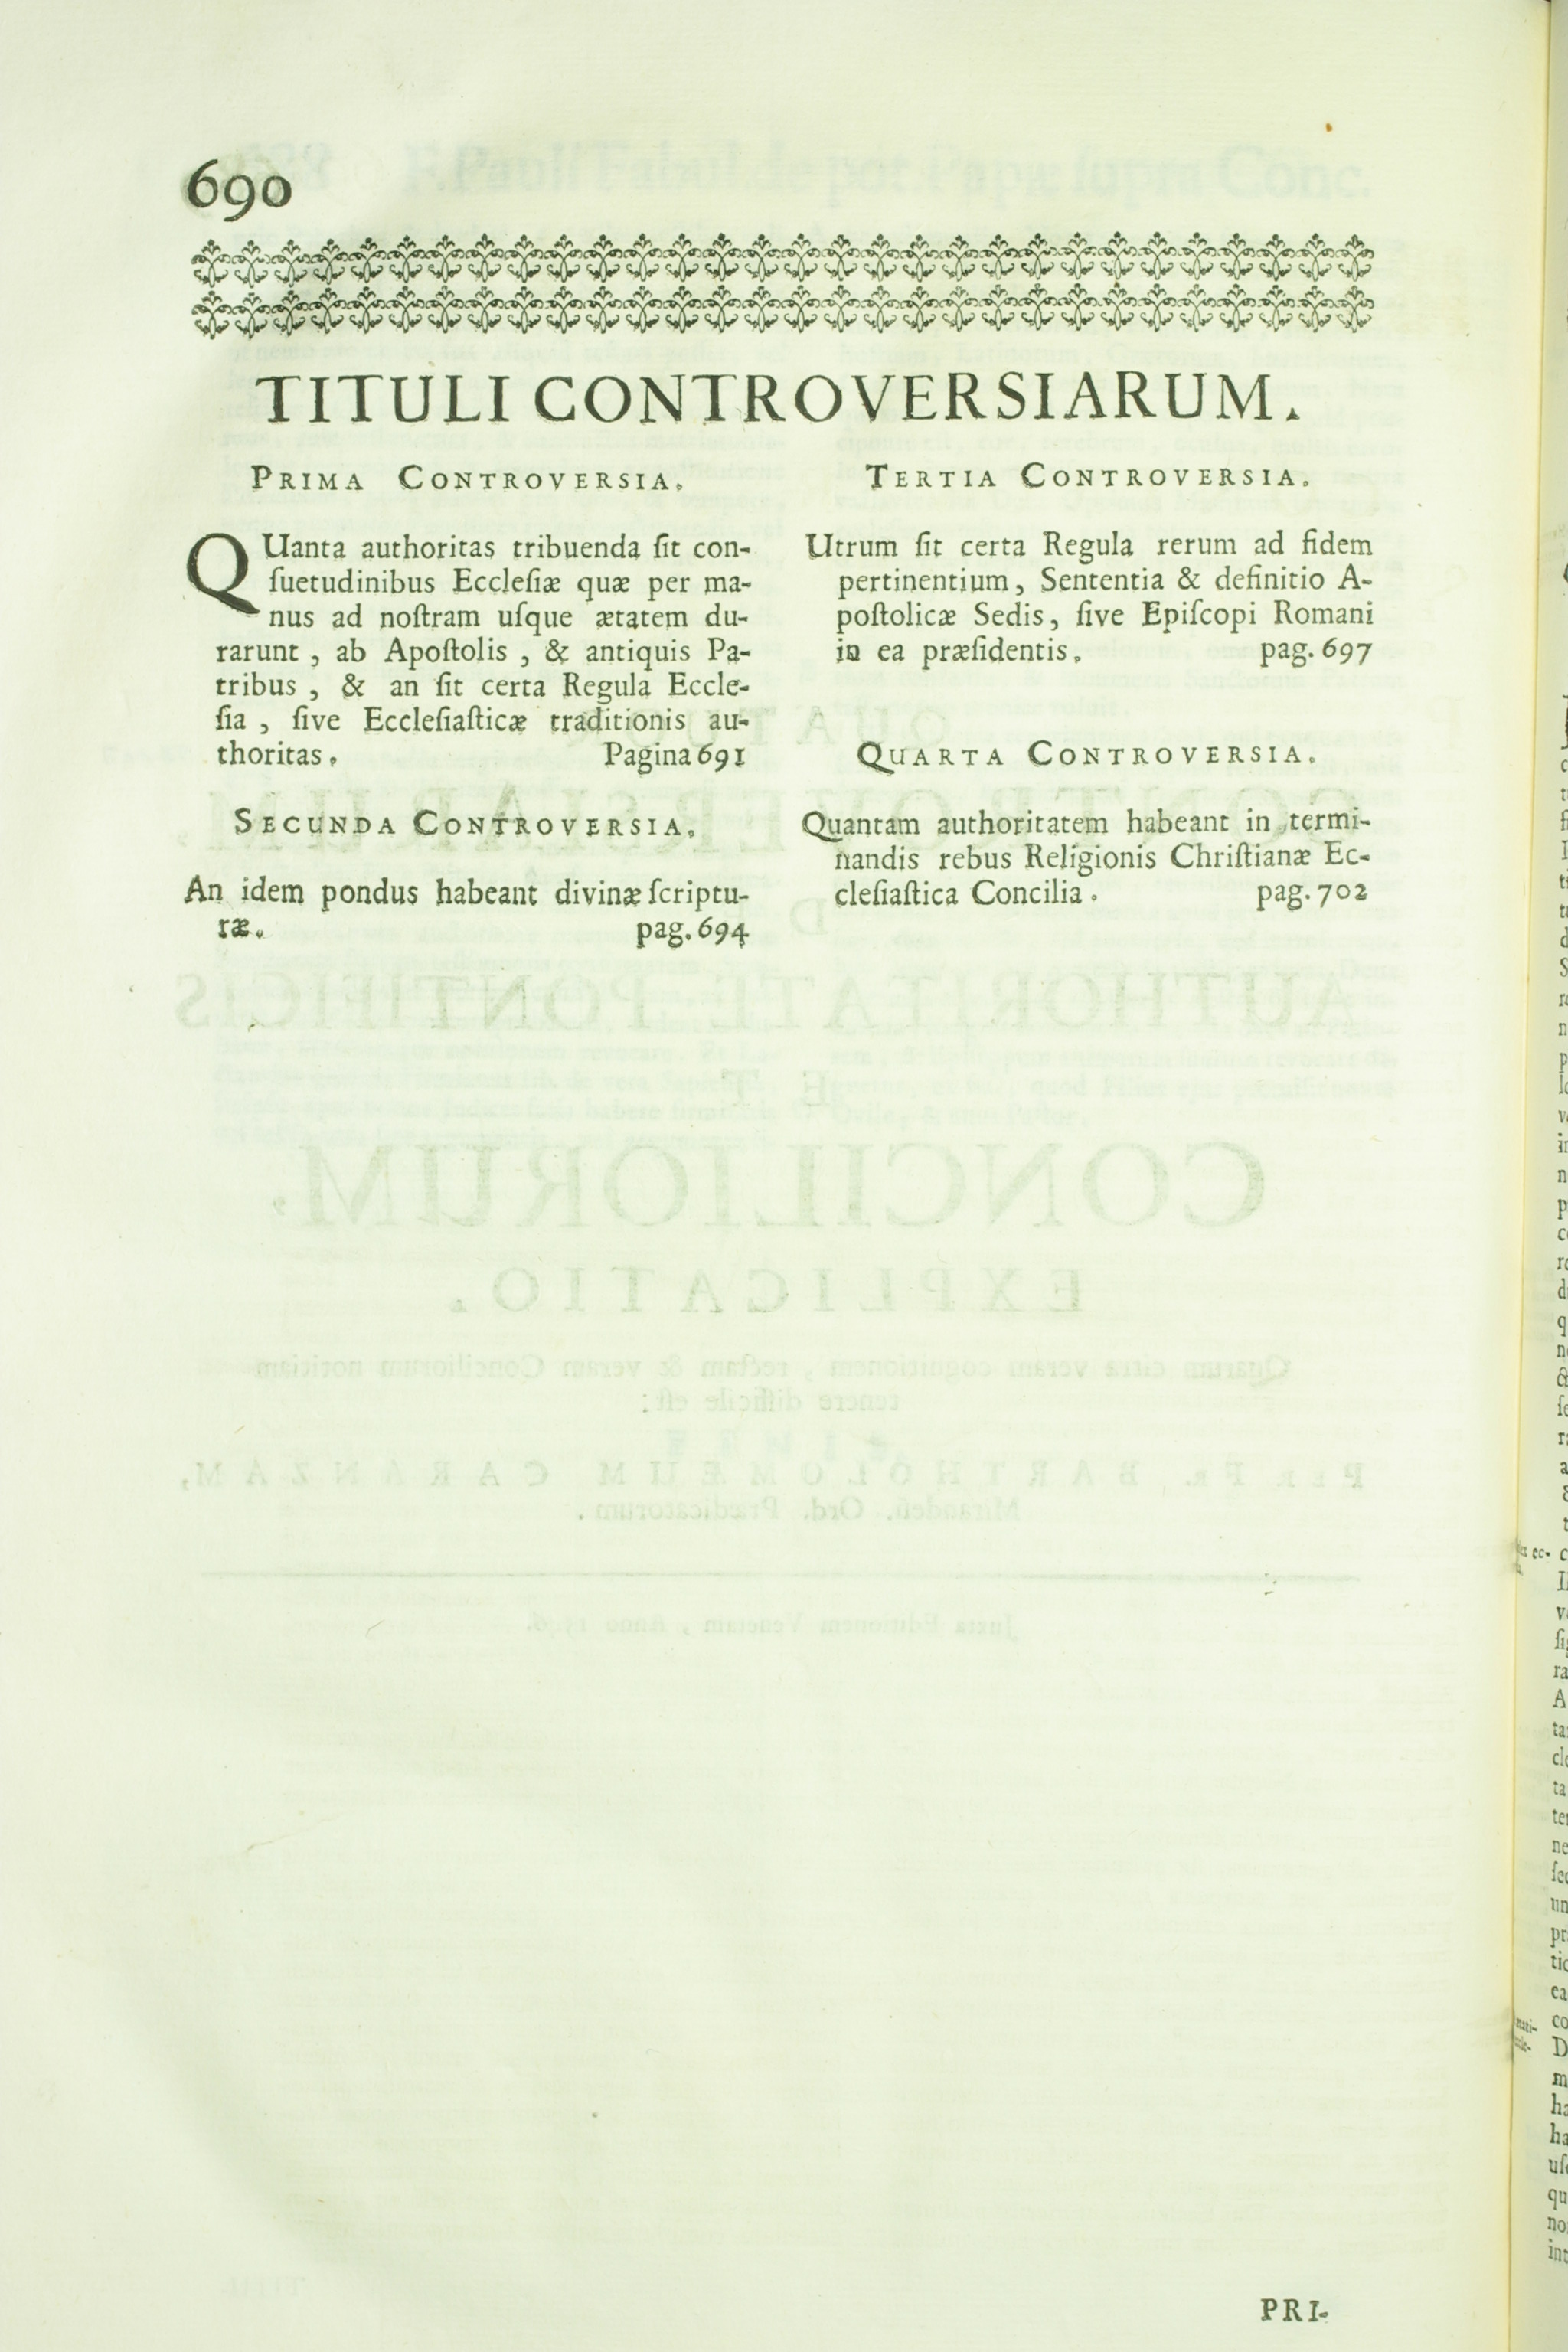 690
TITULI CONTROVERSIARUM.
PRIMA CONTROVERSIA.
QUanta authoritas tribuenda ſit con-
ſuetudinibus Eccleſiæ quæ per ma-
nus ad noſtram uſque ætatem du-
rarunt , ab Apoſtolis , & antiquis Pa-
tribus , & an ſit certa Regula Eccle-
ſia , ſive Eccleſiaſticæ traditionis au-
thoritas. Pagina 691
SECUNDA CONTROVERSIA.
An idem pondus habeant divinæ ſcriptu-
ræ. pag. 694
TERTIA CONTROVERSIA.
Utrum ſit certa Regula rerum ad fidem
pertinentium, Sententia & definitio A-
poſtolicæ Sedis, ſive Epiſcopi Romani
in ea præſidentis. pag. 697
QUARTA CONTROVERSIA.
Quantam authoritatem habeant in termi-
nandis rebus Religionis Chriſtianæ Ec-
cleſiaſtica Concilia. pag. 702
PRI-